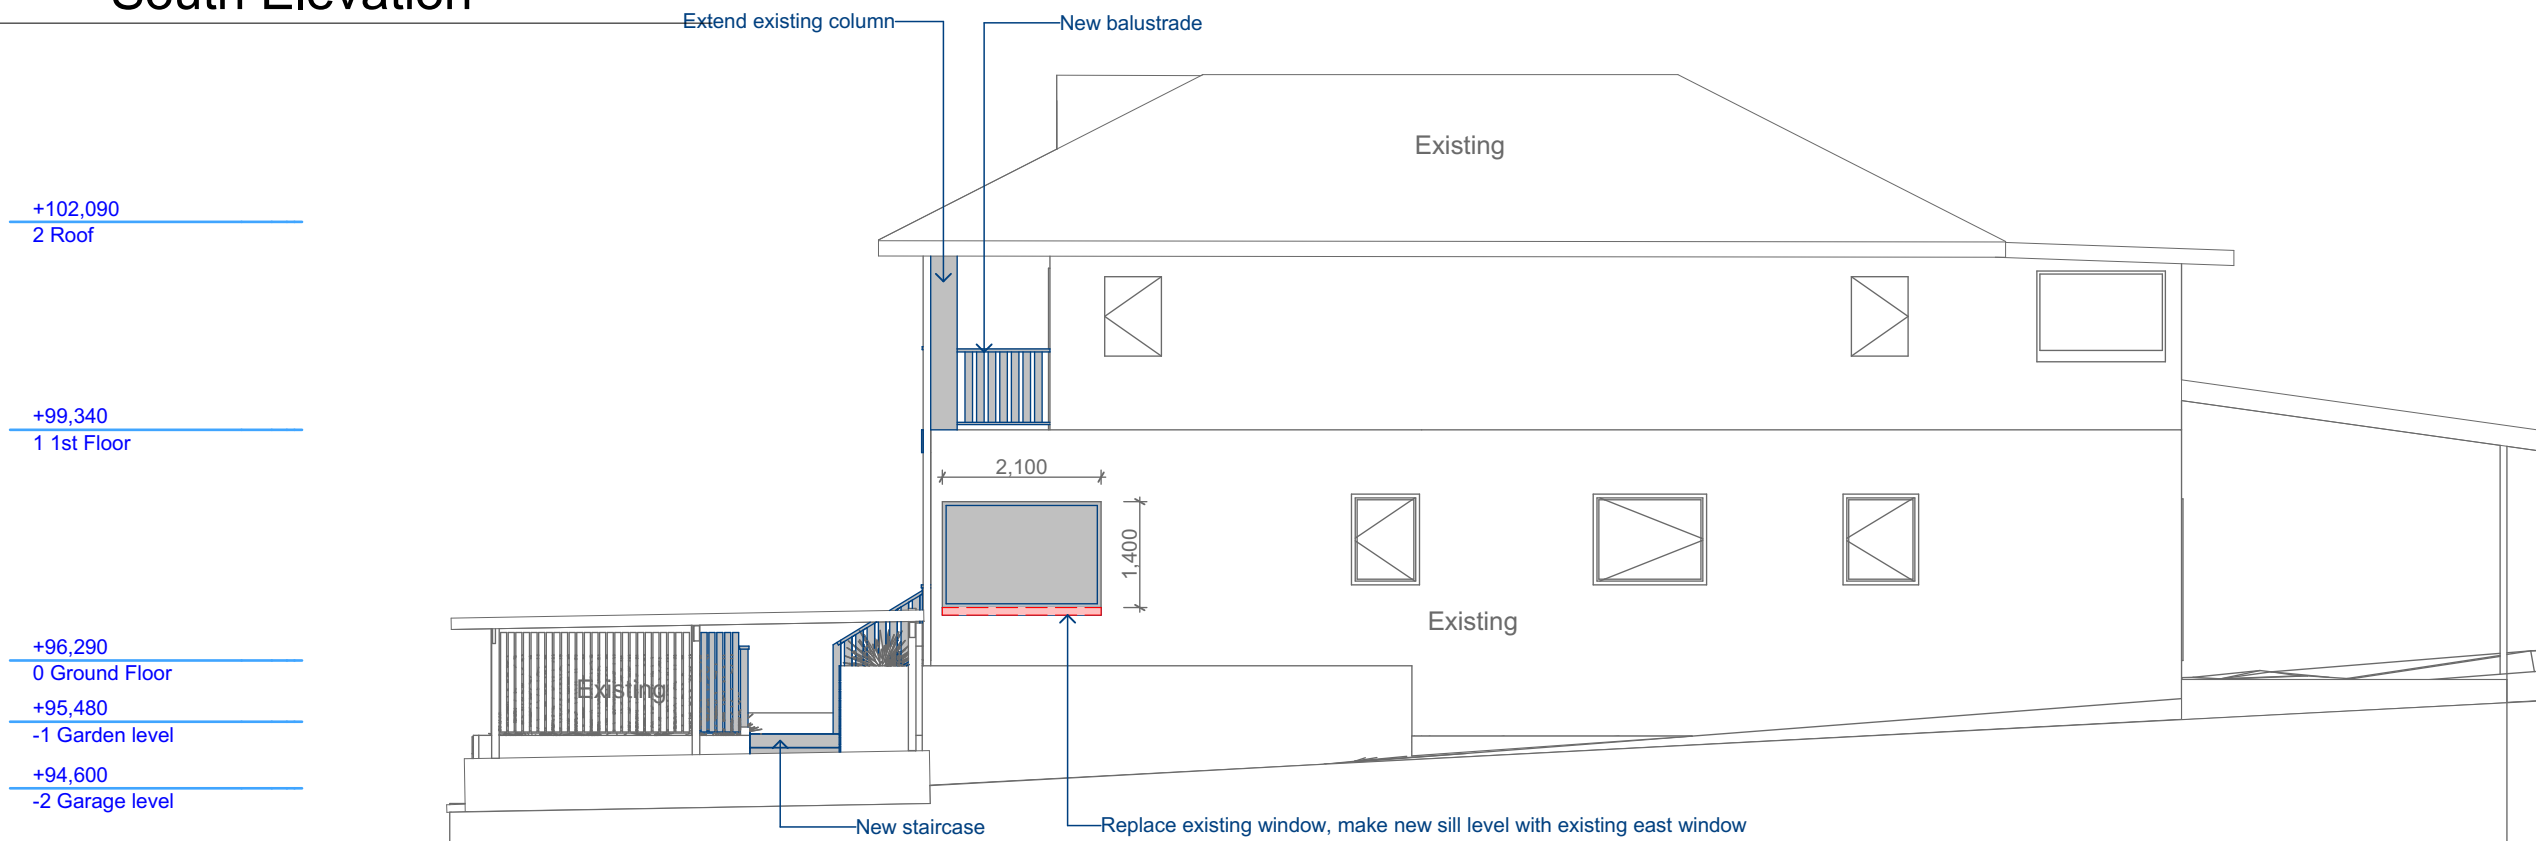 South Elevation
Extend existing column
New balustrade
Existing
+102,090
2 Roof
+99,340
1 1st Floor
2,100
1,400
Existing
+96,290
0 Ground Floor
Existing
+95,480
-1 Garden level
+94,600
-2 Garage level
New staircase
Replace existing window, make new sill level with existing east window